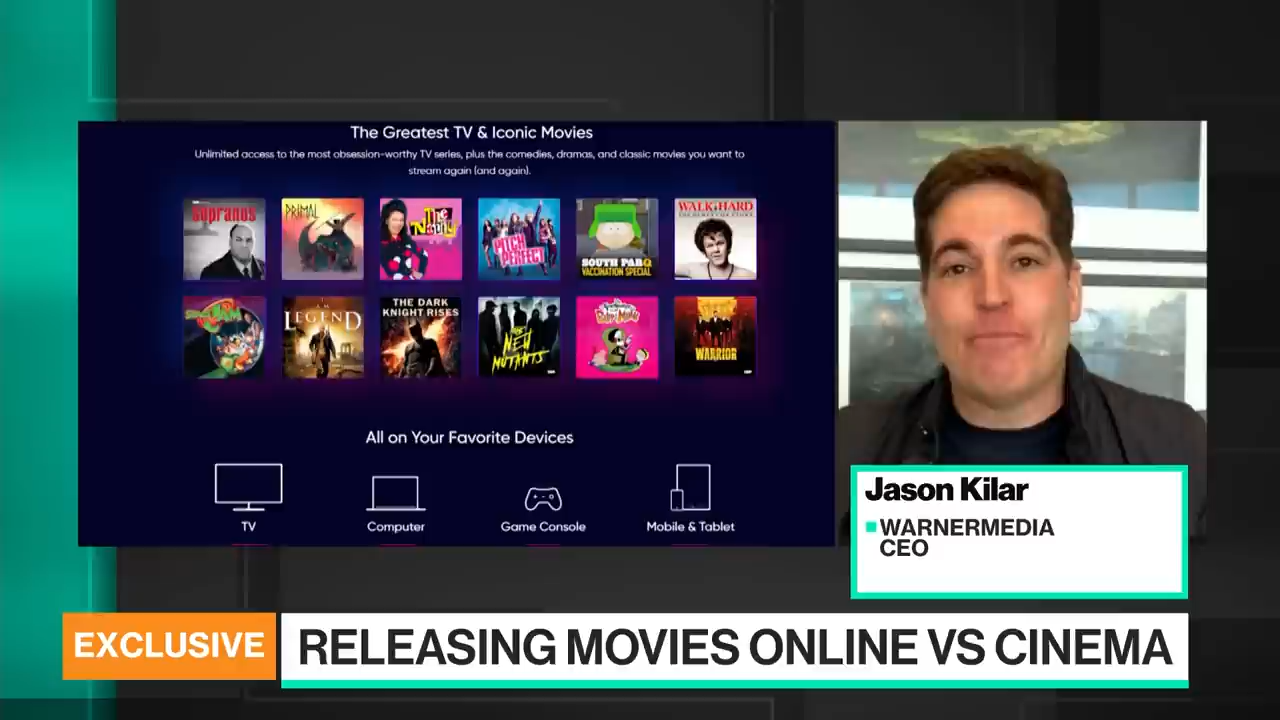 The Greatest TV & Iconic Movies
Unlimited access to the most obsession-worthy TV series, plus the comedies, dramas, and classic movies you want to
stream again (and again).
Sopranos
PRIMAL
The
Nanny
PITCH
PERFECT
SOUTH PARQ
VACCINATION SPECIAL
WALK HARD
SPACE JAM
I AM
LEGEND
THE DARK
KNIGHT RISES
THE
NEW
MUTANTS
WARRIOR
All on Your Favorite Devices
TV
Computer
Game Console
Mobile & Tablet
Jason Kilar
WARNERMEDIA
CEO
EXCLUSIVE
RELEASING MOVIES ONLINE VS CINEMA